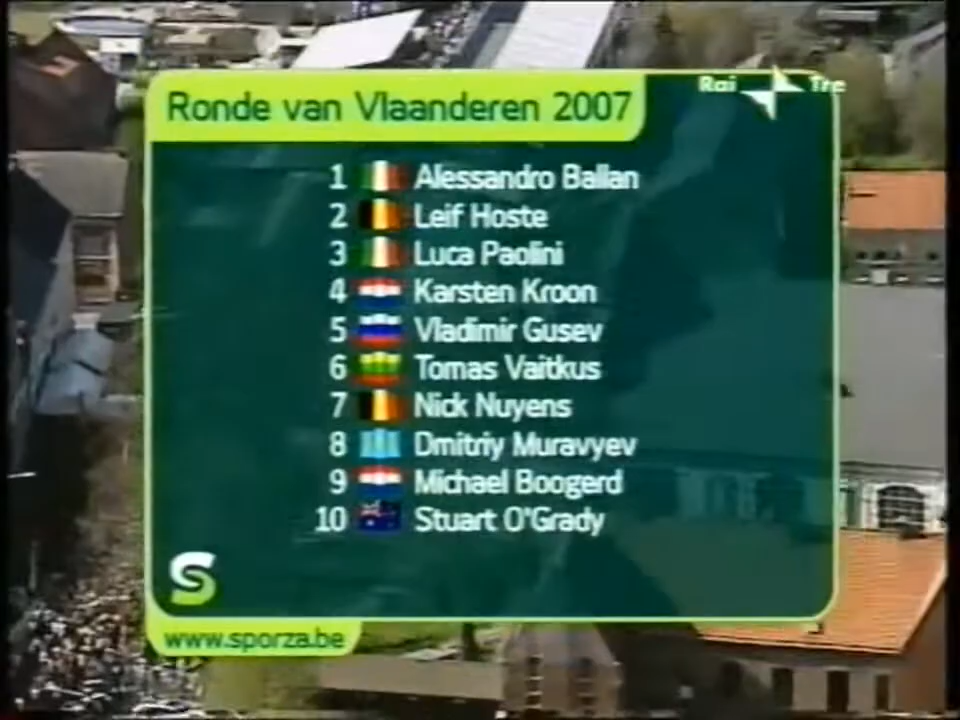 Rai Tre
Ronde van Vlaanderen 2007
1 Alessandro Ballan
2 Leif Hoste
3 Luca Paolini
4 Karsten Kroon
5 Vladimir Gusev
6 Tomas Vaitkus
7 Nick Nuyens
8 Dmitriy Muravyev
9 Michael Boogerd
10 Stuart O'Grady
S
www.sporza.be